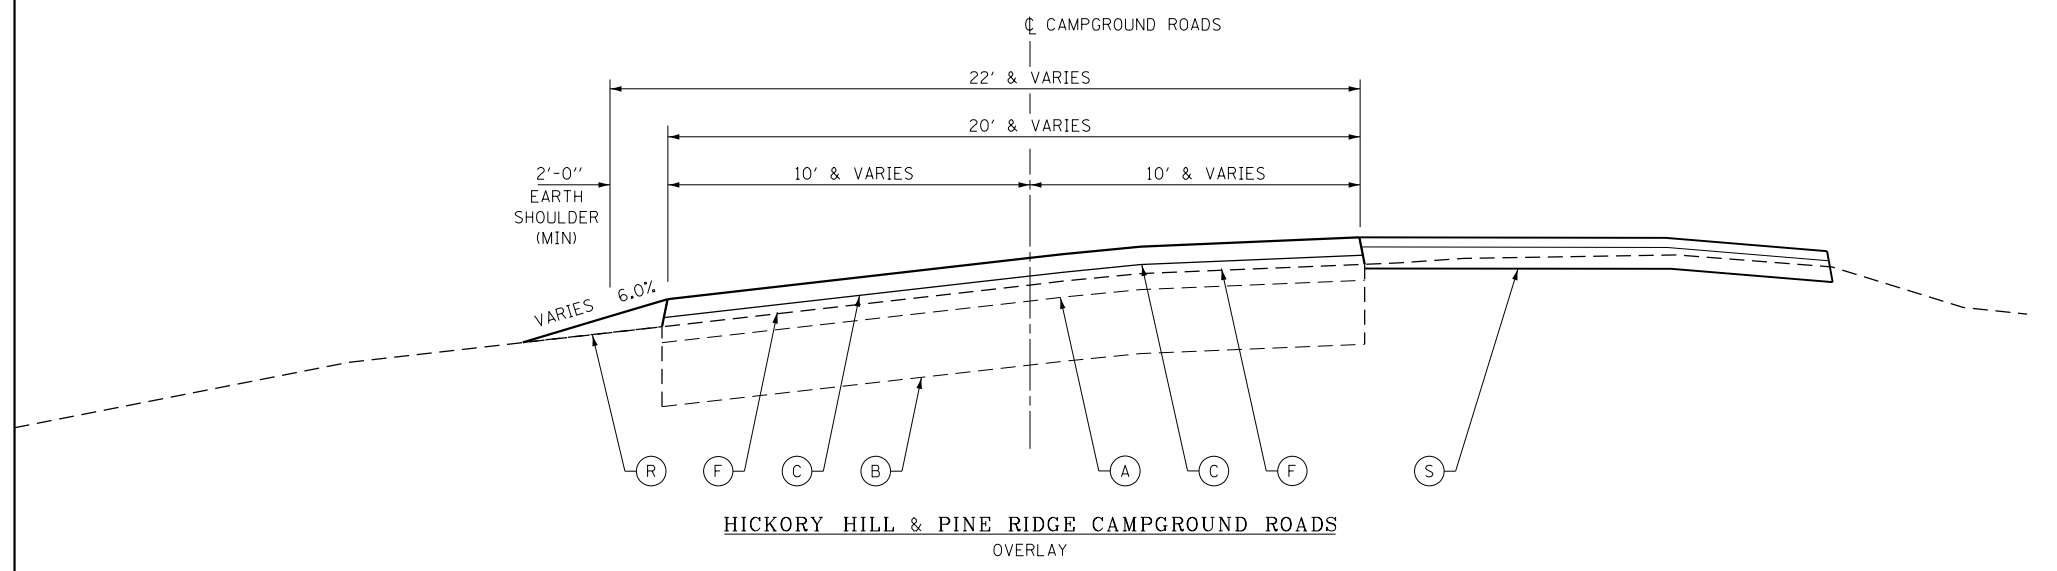 ℄ CAMPGROUND ROADS
22' & VARIES
20' & VARIES
2'-0"
10' & VARIES
10' & VARIES
EARTH
SHOULDER
(MIN)
VARIES 6.0%
R
F
C
B
A
C
F
S
HICKORY HILL & PINE RIDGE CAMPGROUND ROADS
OVERLAY